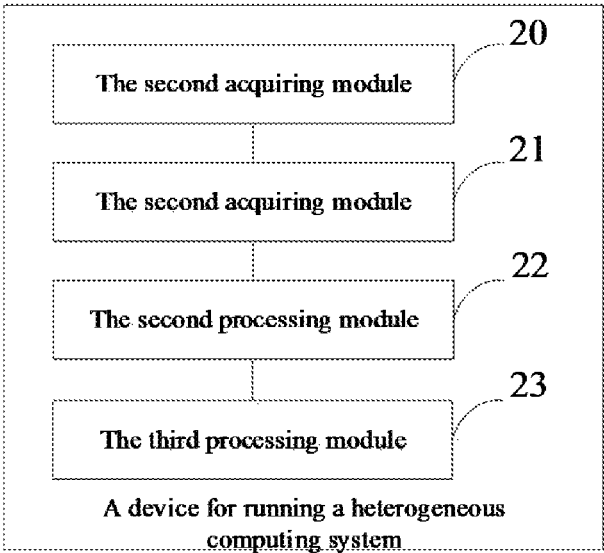 20
The second acquiring module
21
The second acquiring module
22
The second processing module
23
The third processing module
A device for running a heterogeneous
computing system